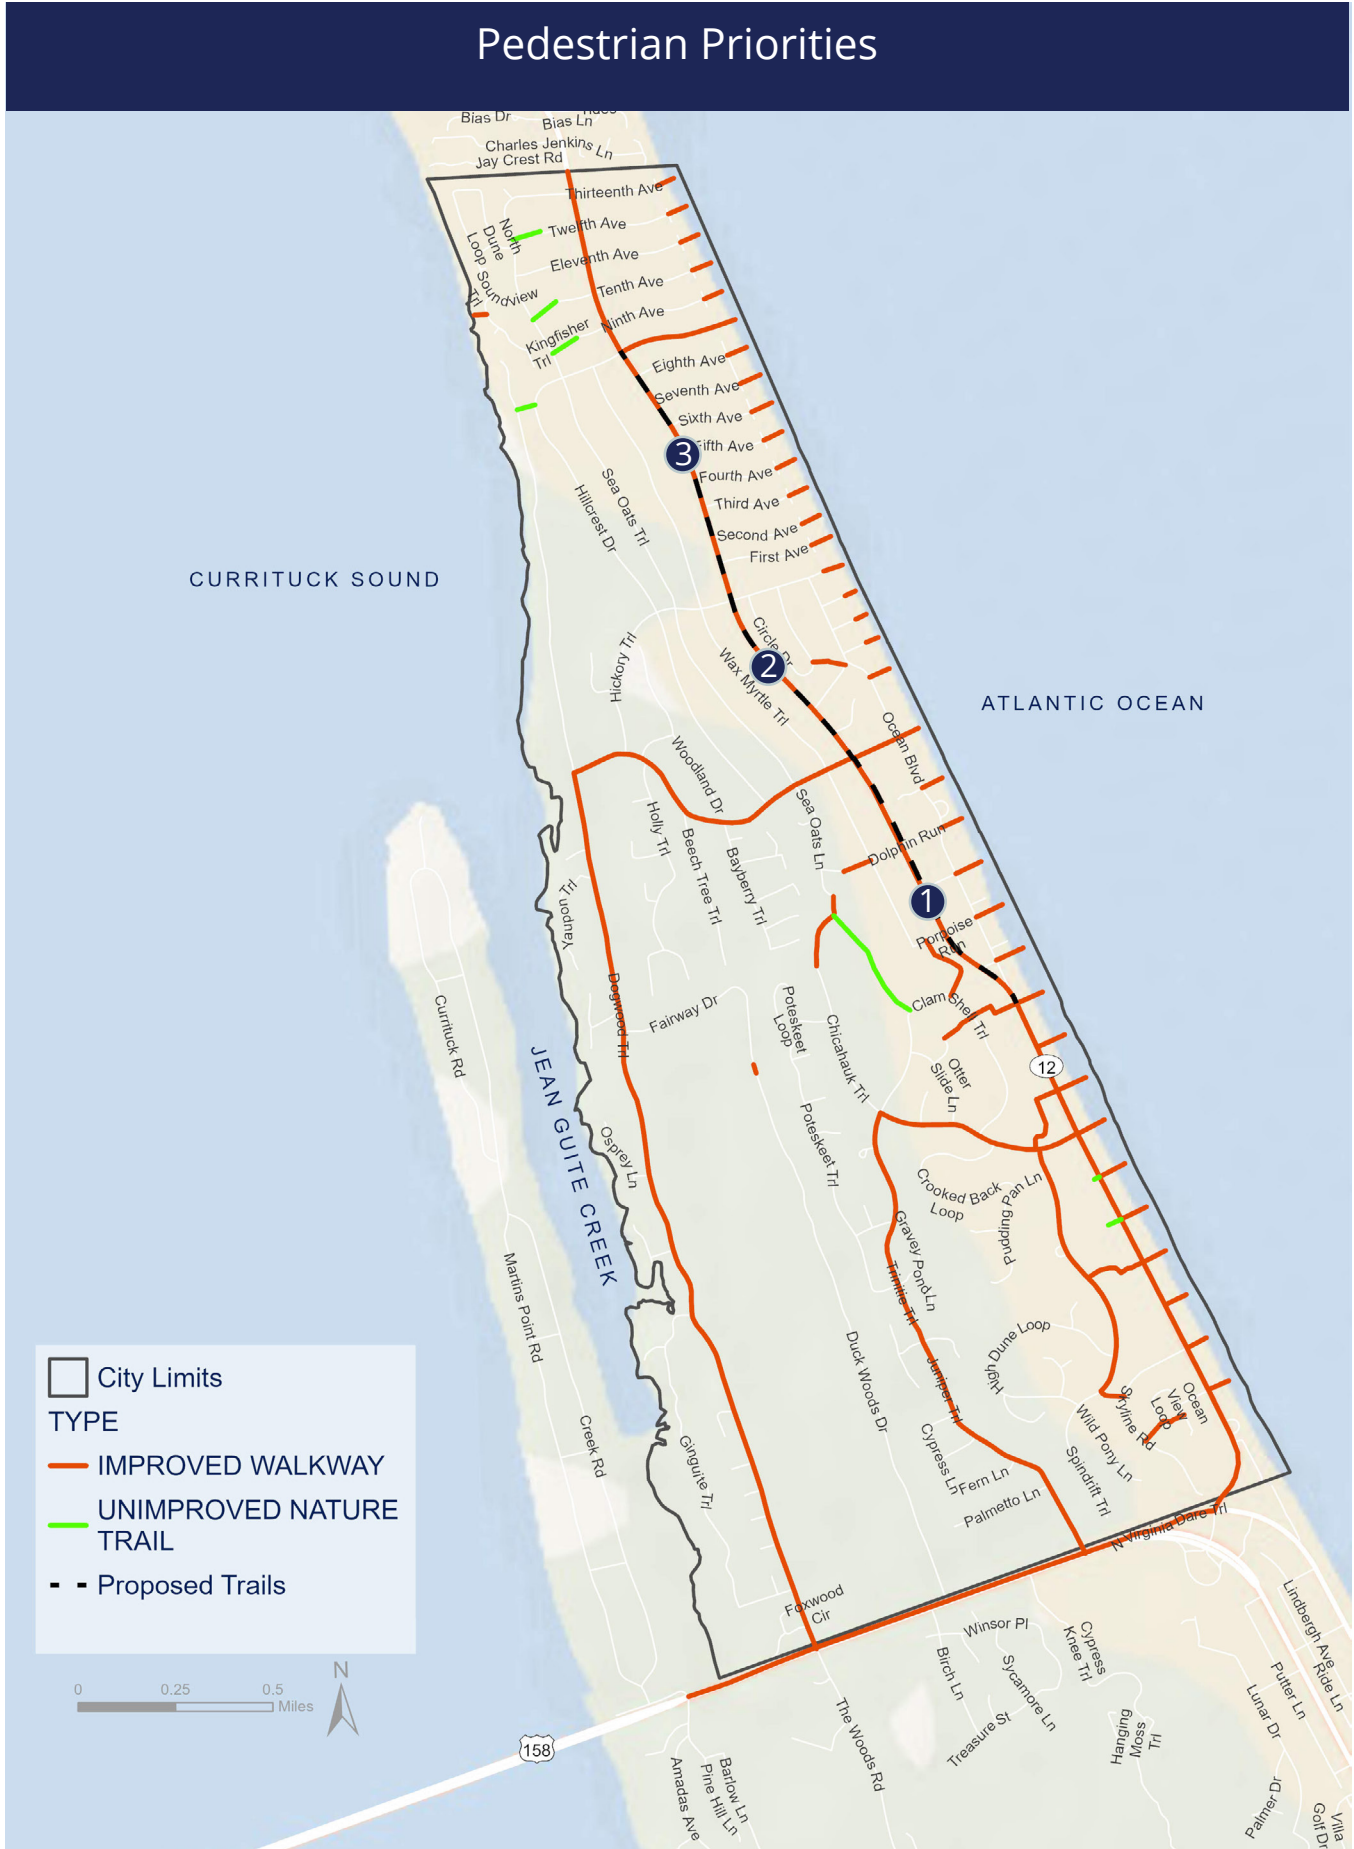 Pedestrian Priorities
Bias Dr
Bias Ln
Charles Jenkins Ln
Jay Crest Rd
Thirteenth Ave
North
Dune
Loop
Twelfth Ave
Eleventh Ave
Soundview
Trl
Tenth Ave
Ninth Ave
Kingfisher
Trl
Eighth Ave
Seventh Ave
Sixth Ave
3
Fifth Ave
Fourth Ave
Sea Oats Trl
Hillcrest Dr
Third Ave
Second Ave
First Ave
CURRITUCK SOUND
Circle Dr
Hickory Trl
2
Wax Myrtle Trl
ATLANTIC OCEAN
Ocean Blvd
Woodland Dr
Sea Oats Ln
Holly Trl
Beech Tree Trl
Bayberry Trl
Dolphin Run
1
Yaupon Trl
Porpoise
Run
Dogwood Trl
Fairway Dr
Poteskeet
Loop
Clam Shell Trl
Currituck Rd
Chicahauk Trl
12
Otter
Slide Ln
JEAN GUITE CREEK
Osprey Ln
Poteskeet Trl
Crooked Back
Loop
Pudding Pan Ln
Gravey Pond Ln
Trinitie Trl
Martins Point Rd
High Dune Loop
Duck Woods Dr
Juniper Trl
Skyline Rd
Ocean
View
Loop
Wild Pony Ln
Creek Rd
Ginguite Trl
Cypress Ln
Fern Ln
Spindrift Trl
Palmetto Ln
N Virginia Dare Trl
City Limits
TYPE
IMPROVED WALKWAY
UNIMPROVED NATURE
TRAIL
Proposed Trails
Foxwood
Cir
Winsor Pl
Cypress
Knee Trl
Lindbergh Ave
Ride Ln
Birch Ln
Sycamore Ln
Putter Ln
Lunar Dr
N
0 0.25 0.5
Miles
Treasure St
Hanging
Moss
Trl
The Woods Rd
158
Amadas Ave
Barlow Ln
Pine Hill Ln
Palmer Dr
Villa
Golf Dr